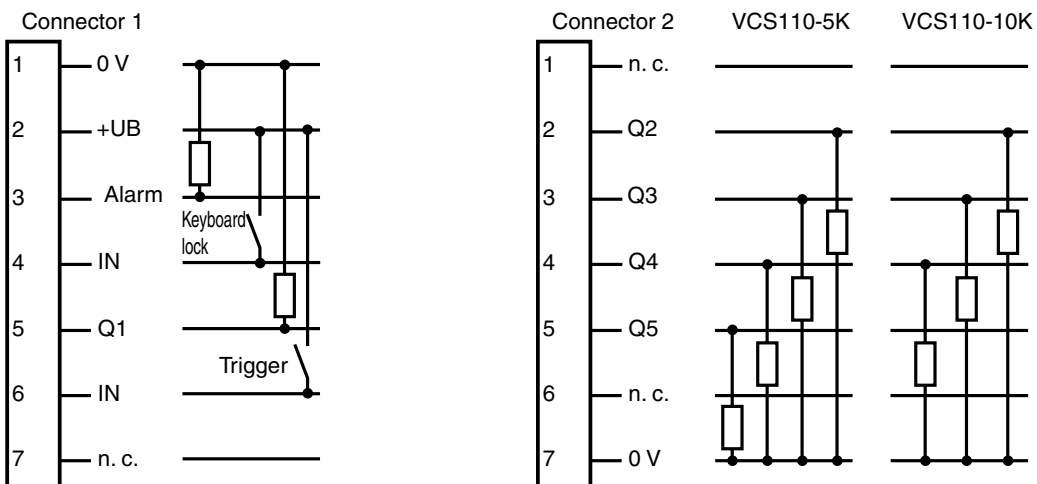 Connector 1
1 0 V
2 +UB
3 Alarm
Keyboard
lock
4 IN
5 Q1
Trigger
6 IN
7 n. c.
Connector 2 VCS110-5K VCS110-10K
1 n. c.
2 Q2
3 Q3
4 Q4
5 Q5
6 n. c.
7 0 V